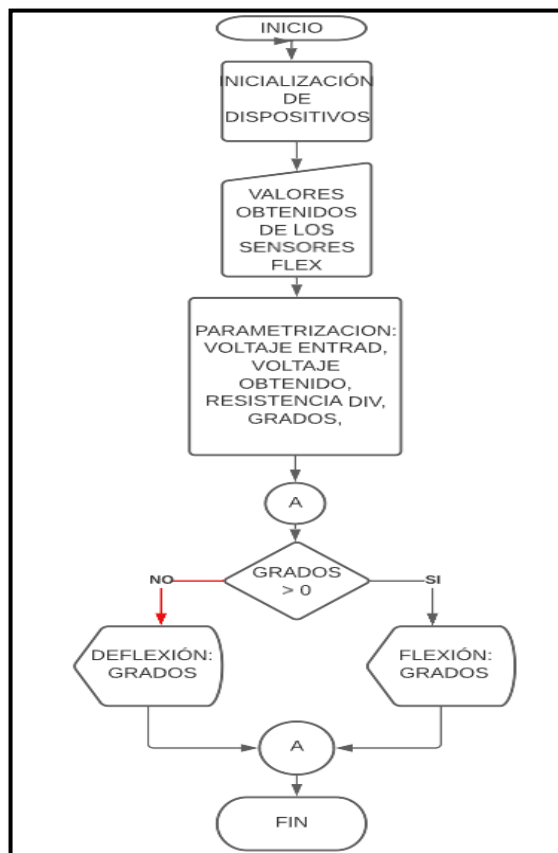 INICIO
INICIALIZACIÓN
DE
DISPOSITIVOS
VALORES
OBTENIDOS
DE LOS
SENSORES
FLEX
PARAMETRIZACION:
VOLTAJE ENTRAD,
VOLTAJE
OBTENIDO,
RESISTENCIA DIV,
GRADOS,
A
GRADOS
> 0
NO
SI
DEFLEXIÓN:
GRADOS
FLEXIÓN:
GRADOS
A
FIN